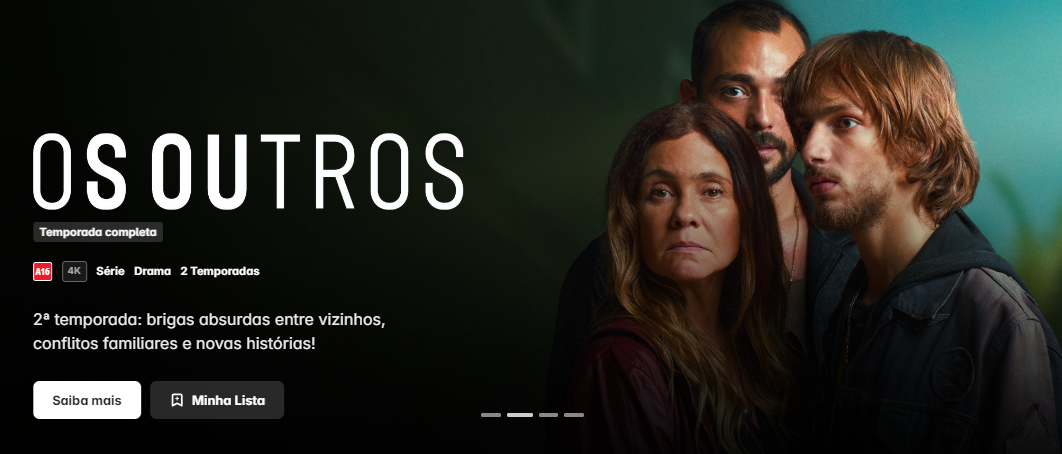 OS OUTROS
Temporada completa
A16 4K Série Drama 2 Temporadas
2ª temporada: brigas absurdas entre vizinhos,
conflitos familiares e novas histórias!
Saiba mais Minha Lista